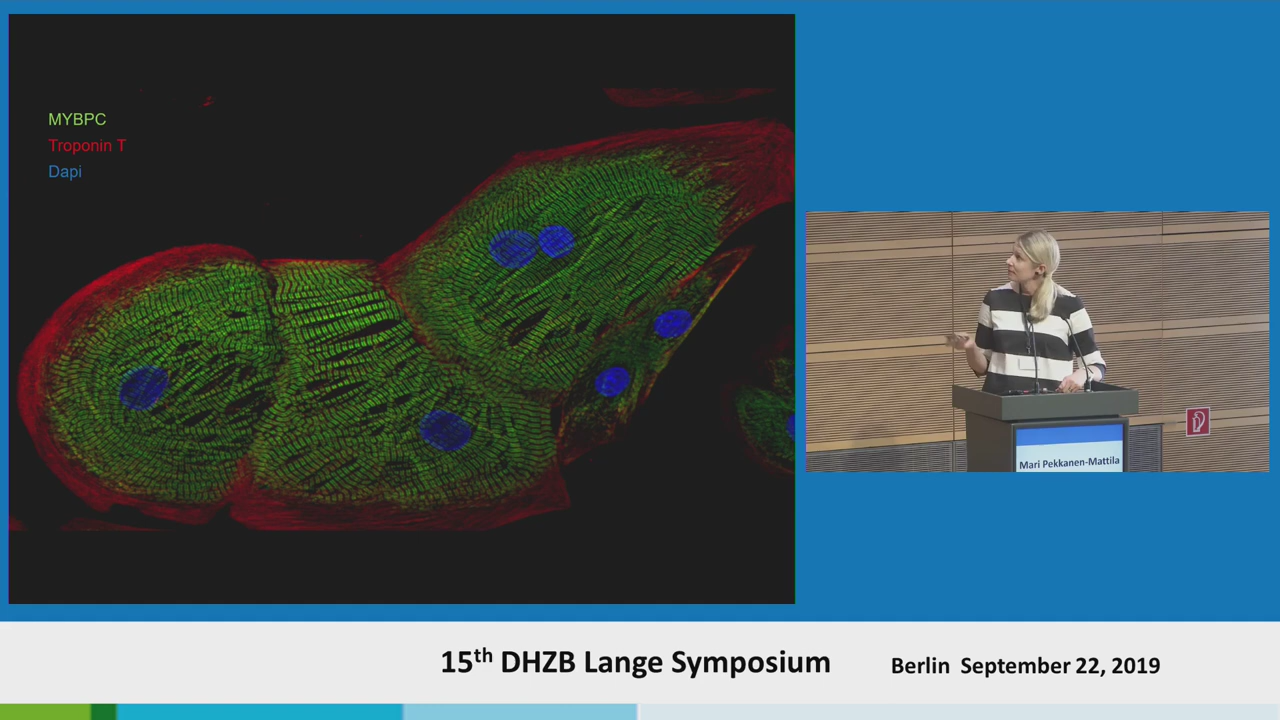 MYBPC
Troponin T
Dapi
Mari Pekkanen-Mattila
15th DHZB Lange Symposium
Berlin September 22, 2019